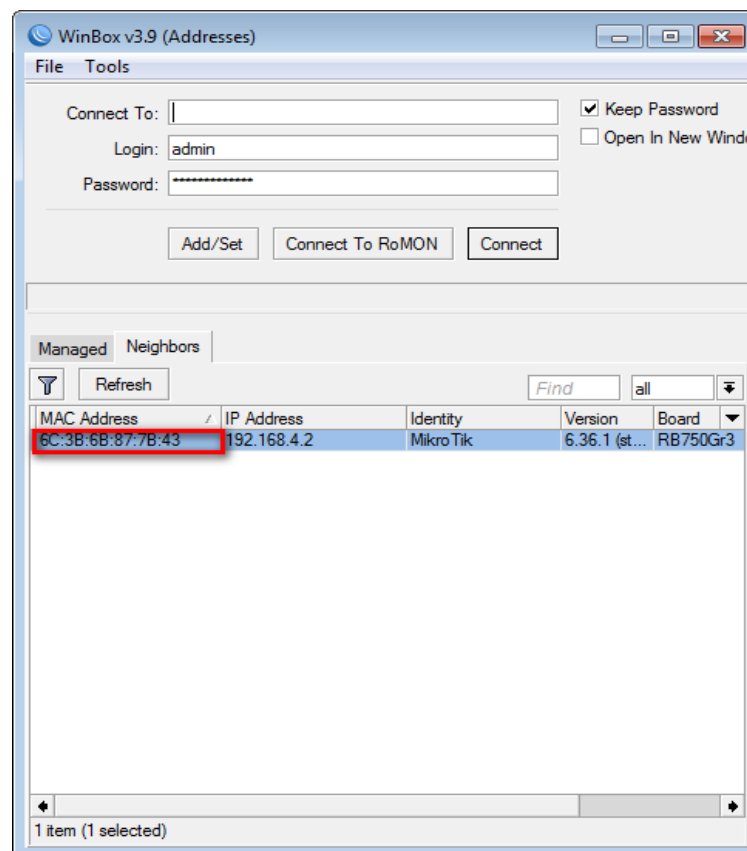 WinBox v3.9 (Addresses)
File Tools
Connect To: Keep Password
Login: admin Open In New
Password: *************
Add/Set Connect To RoMON Connect
Managed Neighbors
Refresh Find all
MAC Address IP Address Identity Version Board
6C:3B:6B:87:7B:43 192.168.4.2 MikroTik 6.36.1 (st... RB750Gr3
1 item (1 selected)